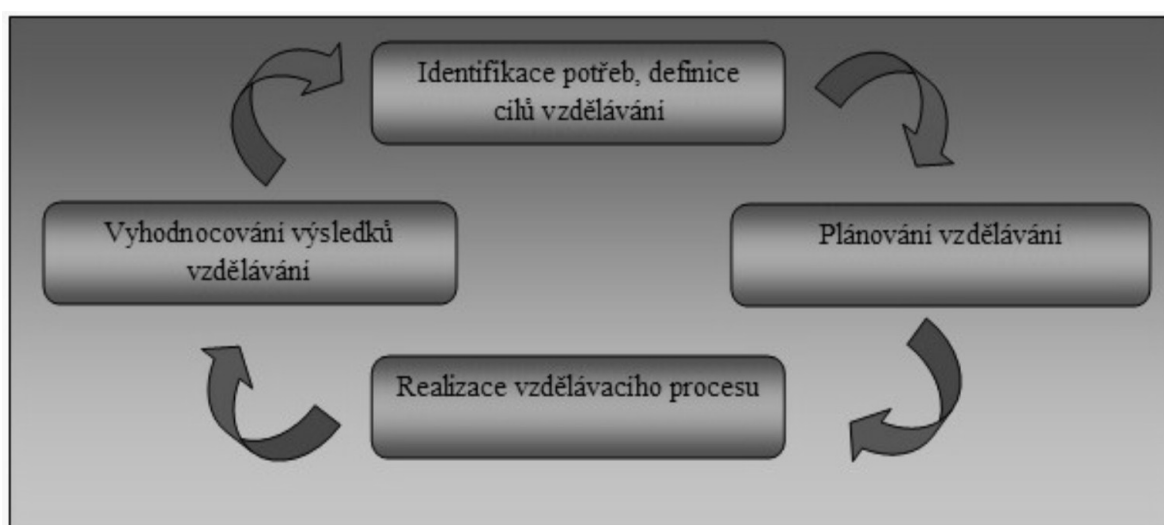 Identifikace potřeb, definice
cílů vzdělávání
Vyhodnocování výsledků
vzdělávání
Plánování vzdělávání
Realizace vzdělávacího procesu